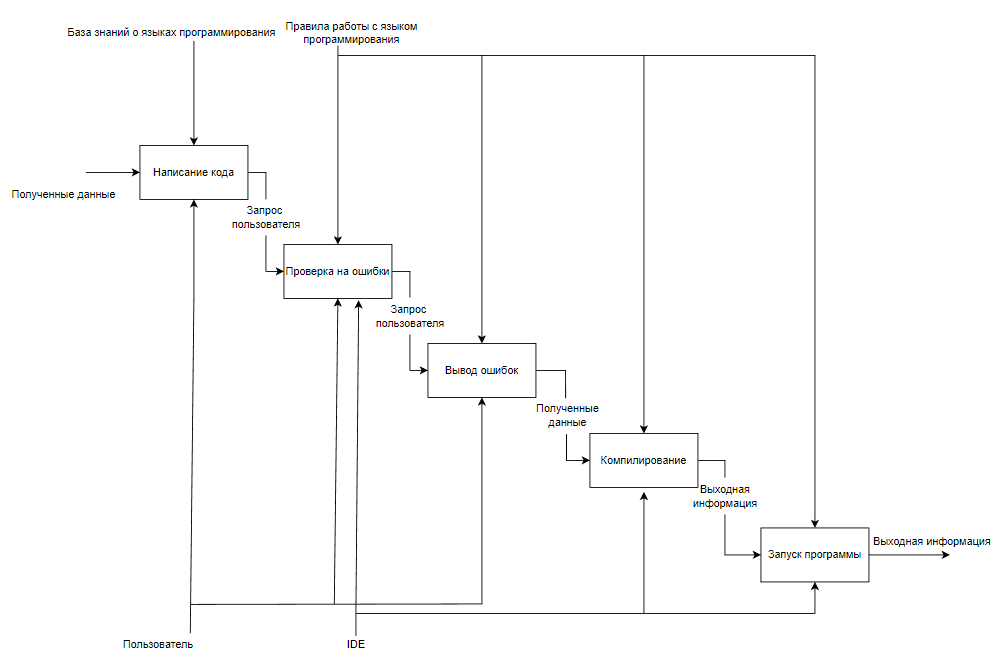 База знаний о языках программирования
Правила работы с языком
программирования
Написание кода
Полученные данные
Запрос
пользователя
Проверка на ошибки
Запрос
пользователя
Вывод ошибок
Полученные
данные
Компилирование
Выходная
информация
Выходная информация
Запуск программы
Пользователь
IDE